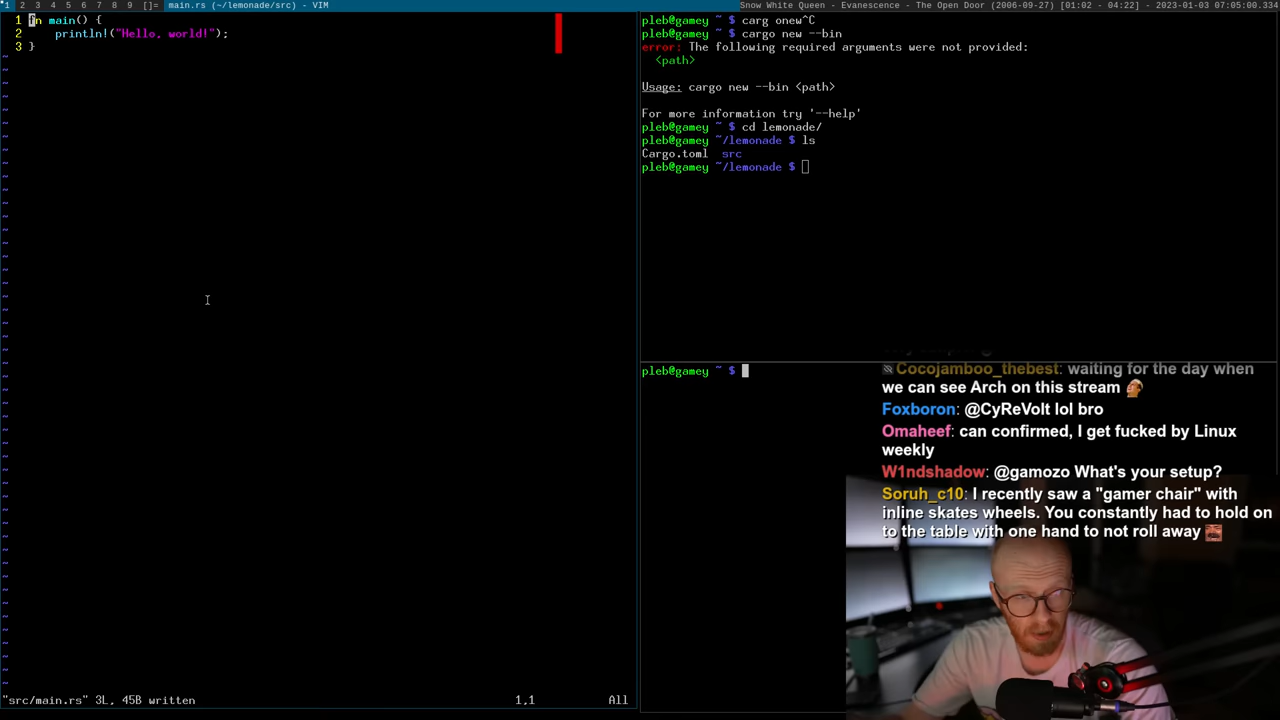 1 2 3 4 5 6 7 8 9 []= main.rs (~/lemonade/src) - VIM
Snow White Queen - Evanescence - The Open Door (2006-09-27) [01:02 - 04:22] - 2023-01-03 07:05:00.334
1 fn main() {
2 println!("Hello, world!");
3 }
"src/main.rs" 3L, 45B written 1,1 All
pleb@gamey ~ $ carg onew^C
pleb@gamey ~ $ cargo new --bin
error: The following required arguments were not provided:
<path>
Usage: cargo new --bin <path>
For more information try '--help'
pleb@gamey ~ $ cd lemonade/
pleb@gamey ~/lemonade $ ls
Cargo.toml src
pleb@gamey ~/lemonade $
pleb@gamey ~ $
Cocojamboo_thebest: waiting for the day when
we can see Arch on this stream
Foxboron: @CyReVolt lol bro
Omaheef: can confirmed, I get fucked by Linux
weekly
W1ndshadow: @gamozo What's your setup?
Soruh_c10: I recently saw a "gamer chair" with
inline skates wheels. You constantly had to hold on
to the table with one hand to not roll away